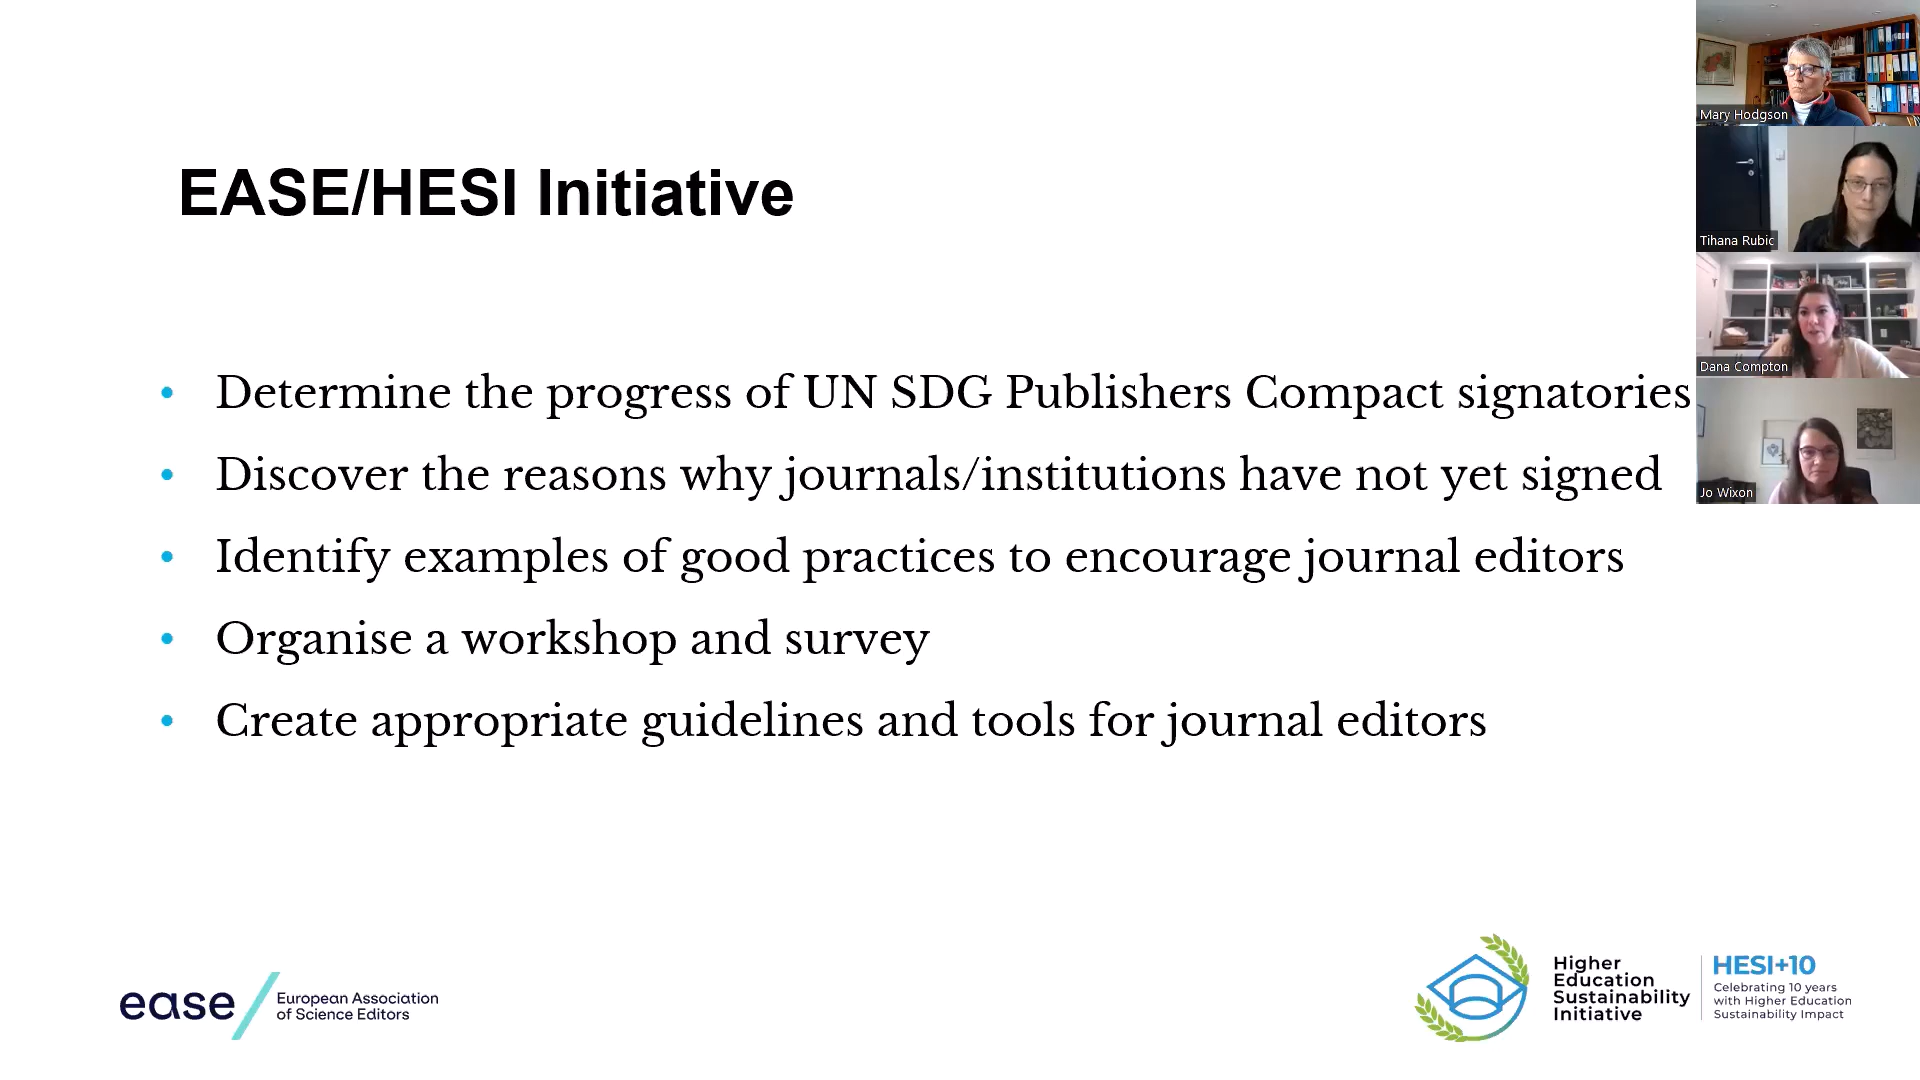 EASE/HESI Initiative
• Determine the progress of UN SDG Publishers Compact signatories
• Discover the reasons why journals/institutions have not yet signed
• Identify examples of good practices to encourage journal editors
• Organise a workshop and survey
• Create appropriate guidelines and tools for journal editors
Mary Hodgson
Tihana Rubic
Dana Compton
Jo Wixon
ease
European Association
of Science Editors
Higher
Education
Sustainability
Initiative
HESI+10
Celebrating 10 years
with Higher Education
Sustainability Impact